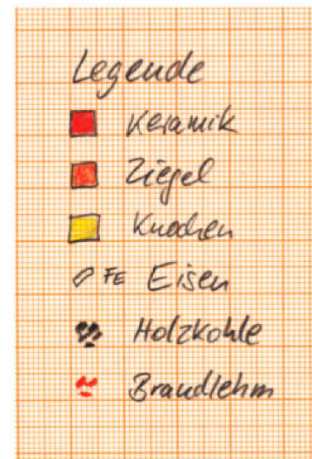 Legende
Keramik
Ziegel
Knochen
FE Eisen
Holzkohle
Brandlehm